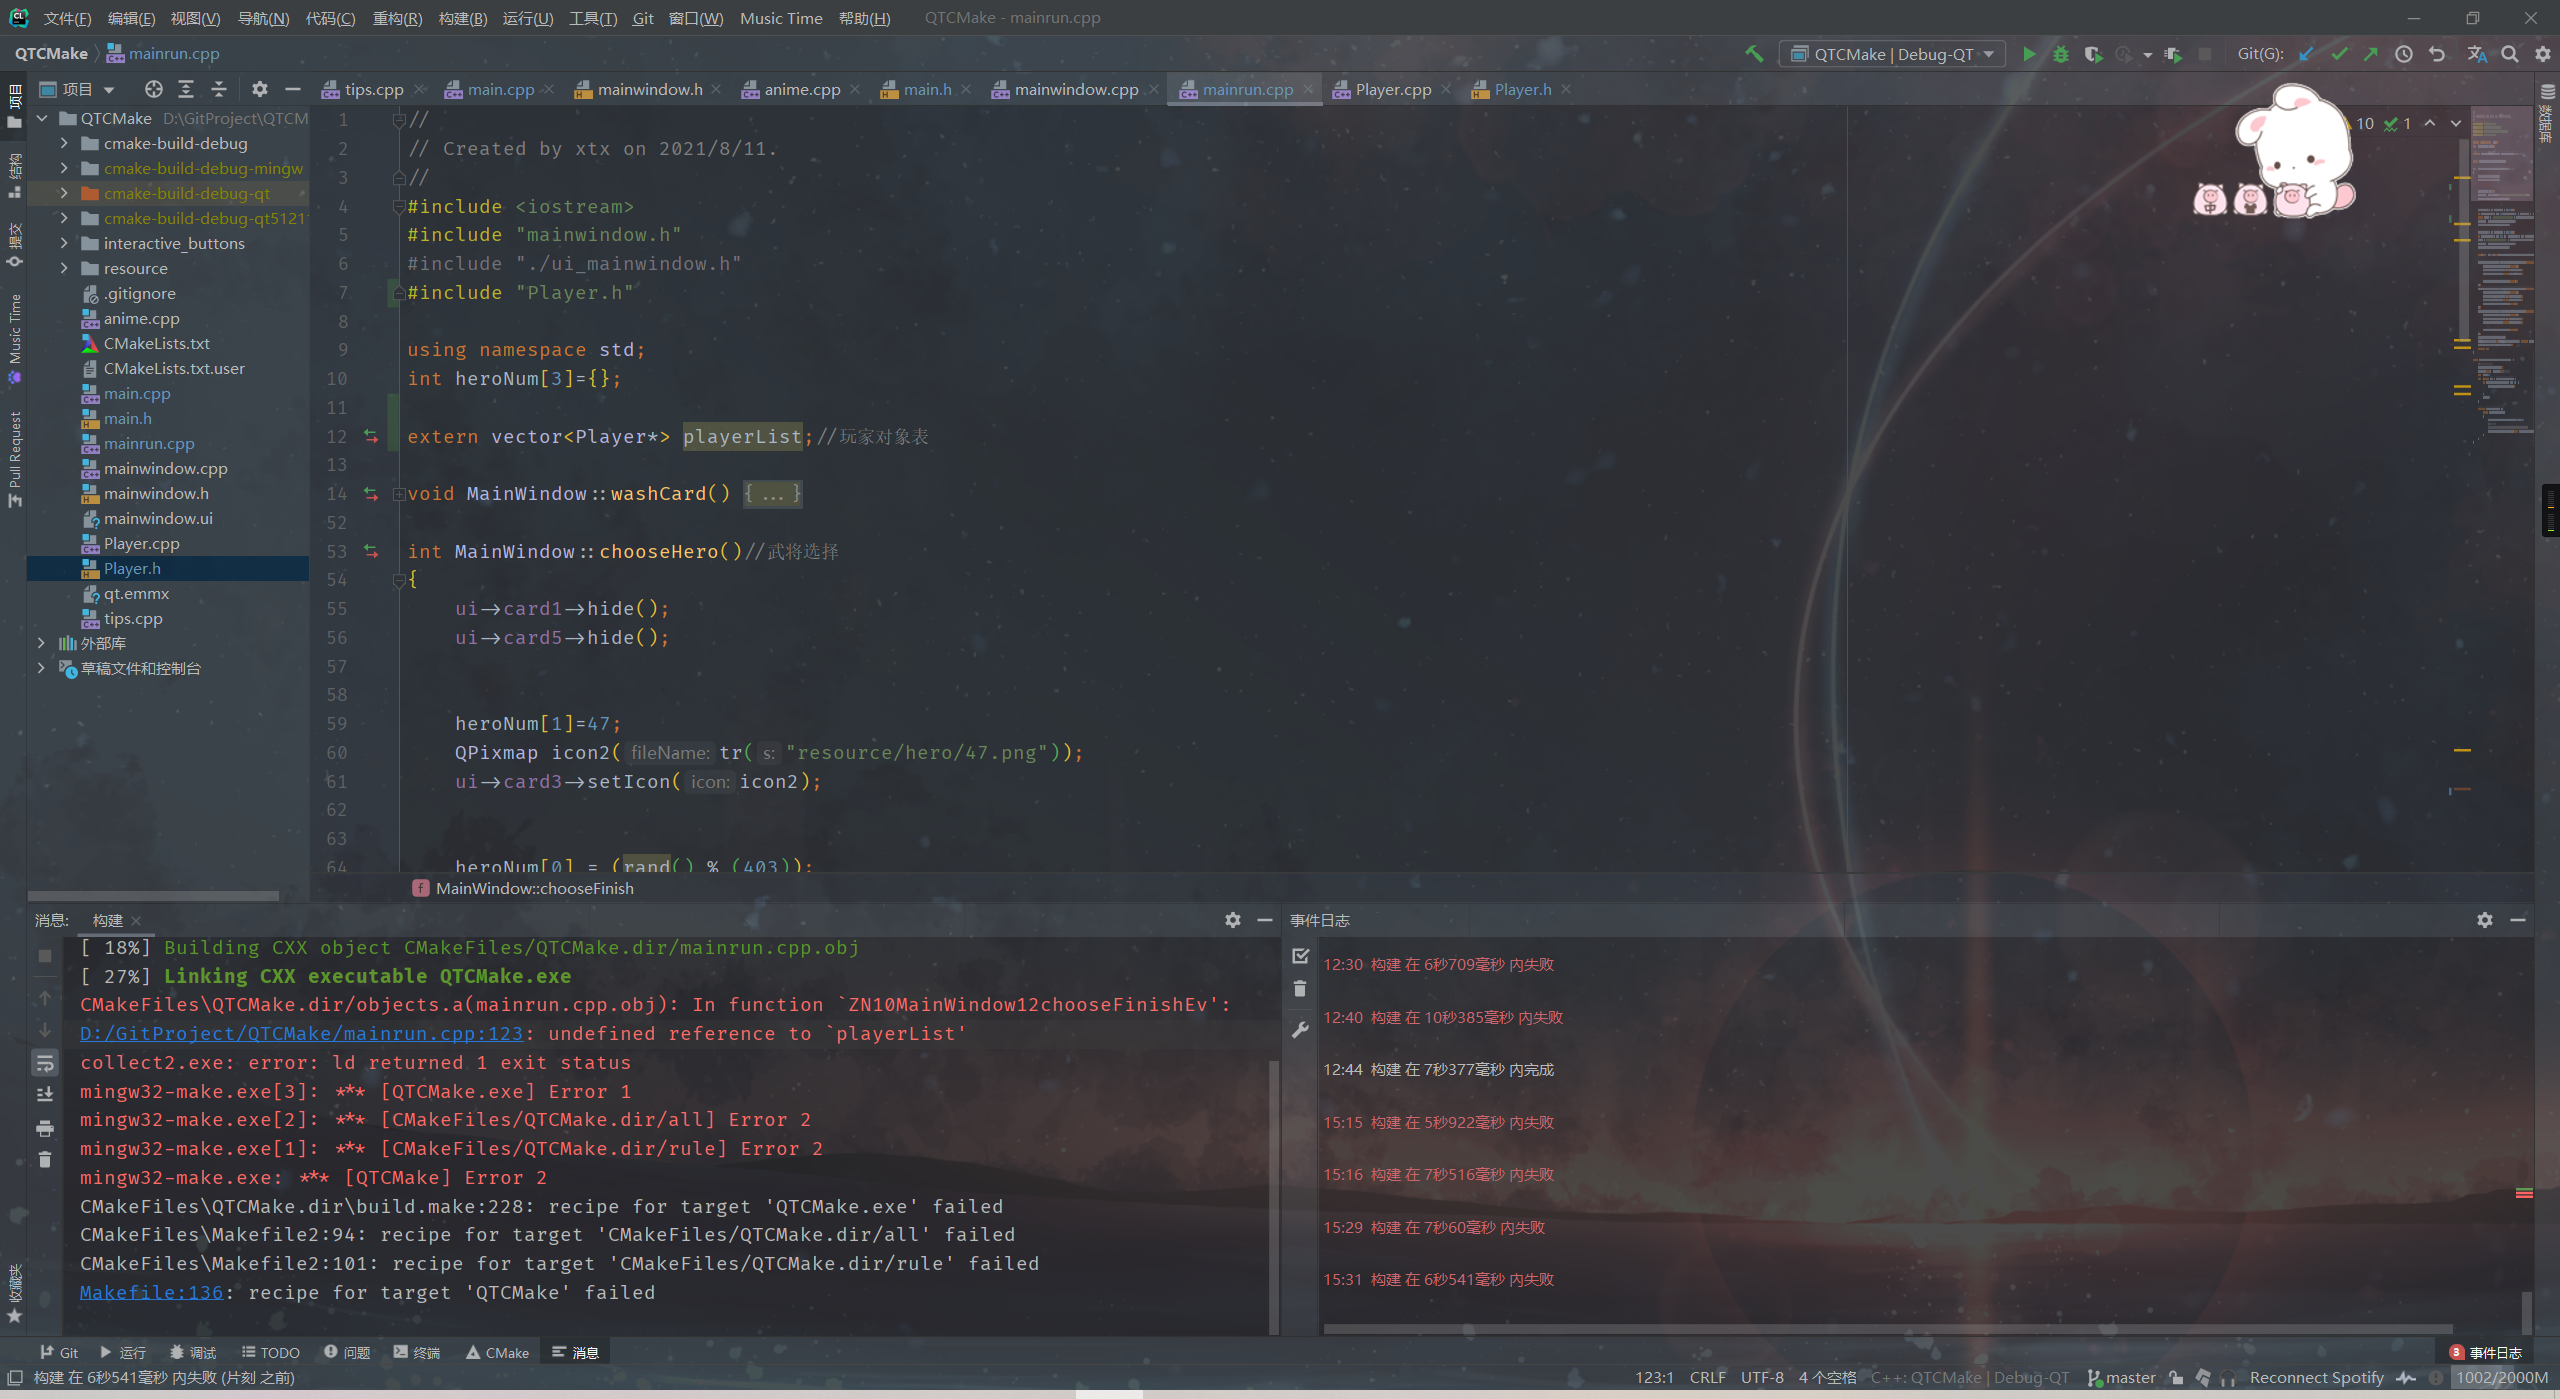 文件(F) 编辑(E) 视图(V) 导航(N) 代码(C) 重构(R) 构建(B) 运行(U) 工具(T) Git 窗口(W) Music Time 帮助(H) QTCMake - mainrun.cpp
QTCMake mainrun.cpp QTCMake | Debug-QT Git(G):
项目 tips.cpp main.cpp mainwindow.h anime.cpp main.h mainwindow.cpp mainrun.cpp Player.cpp Player.h
项目
结构
提交
Music Time
Pull Request
收藏夹
数据库
QTCMake D:\GitProject\QTCM
cmake-build-debug
cmake-build-debug-mingw
cmake-build-debug-qt
cmake-build-debug-qt5121
interactive_buttons
resource
.gitignore
anime.cpp
CMakeLists.txt
CMakeLists.txt.user
main.cpp
main.h
mainrun.cpp
mainwindow.cpp
mainwindow.h
mainwindow.ui
Player.cpp
Player.h
qt.emmx
tips.cpp
外部库
草稿文件和控制台
10 1
1 //
2 // Created by xtx on 2021/8/11.
3 //
4 #include <iostream>
5 #include "mainwindow.h"
6 #include "./ui_mainwindow.h"
7 #include "Player.h"
8
9 using namespace std;
10 int heroNum[3]={};
11
12 extern vector<Player*> playerList;//玩家对象表
13
14 void MainWindow::washCard() {...}
52
53 int MainWindow::chooseHero()//武将选择
54 {
55 ui->card1->hide();
56 ui->card5->hide();
57
58
59 heroNum[1]=47;
60 QPixmap icon2( fileName: tr( s: "resource/hero/47.png"));
61 ui->card3->setIcon( icon: icon2);
62
63
64 heroNum[0] = (rand() % (403));
f MainWindow::chooseFinish
消息: 构建
[ 18%] Building CXX object CMakeFiles/QTCMake.dir/mainrun.cpp.obj
[ 27%] Linking CXX executable QTCMake.exe
CMakeFiles\QTCMake.dir/objects.a(mainrun.cpp.obj): In function `ZN10MainWindow12chooseFinishEv':
D:/GitProject/QTCMake/mainrun.cpp:123: undefined reference to `playerList'
collect2.exe: error: ld returned 1 exit status
mingw32-make.exe[3]: *** [QTCMake.exe] Error 1
mingw32-make.exe[2]: *** [CMakeFiles/QTCMake.dir/all] Error 2
mingw32-make.exe[1]: *** [CMakeFiles/QTCMake.dir/rule] Error 2
mingw32-make.exe: *** [QTCMake] Error 2
CMakeFiles\QTCMake.dir\build.make:228: recipe for target 'QTCMake.exe' failed
CMakeFiles\Makefile2:94: recipe for target 'CMakeFiles/QTCMake.dir/all' failed
CMakeFiles\Makefile2:101: recipe for target 'CMakeFiles/QTCMake.dir/rule' failed
Makefile:136: recipe for target 'QTCMake' failed
事件日志
12:30 构建 在 6秒709毫秒 内失败
12:40 构建 在 10秒385毫秒 内失败
12:44 构建 在 7秒377毫秒 内完成
15:15 构建 在 5秒922毫秒 内失败
15:16 构建 在 7秒516毫秒 内失败
15:29 构建 在 7秒60毫秒 内失败
15:31 构建 在 6秒541毫秒 内失败
Git 运行 调试 TODO 问题 终端 CMake 消息 3 事件日志
构建 在 6秒541毫秒 内失败 (片刻 之前) 123:1 CRLF UTF-8 4 个空格 C++: QTCMake | Debug-QT master Reconnect Spotify 1002/2000M